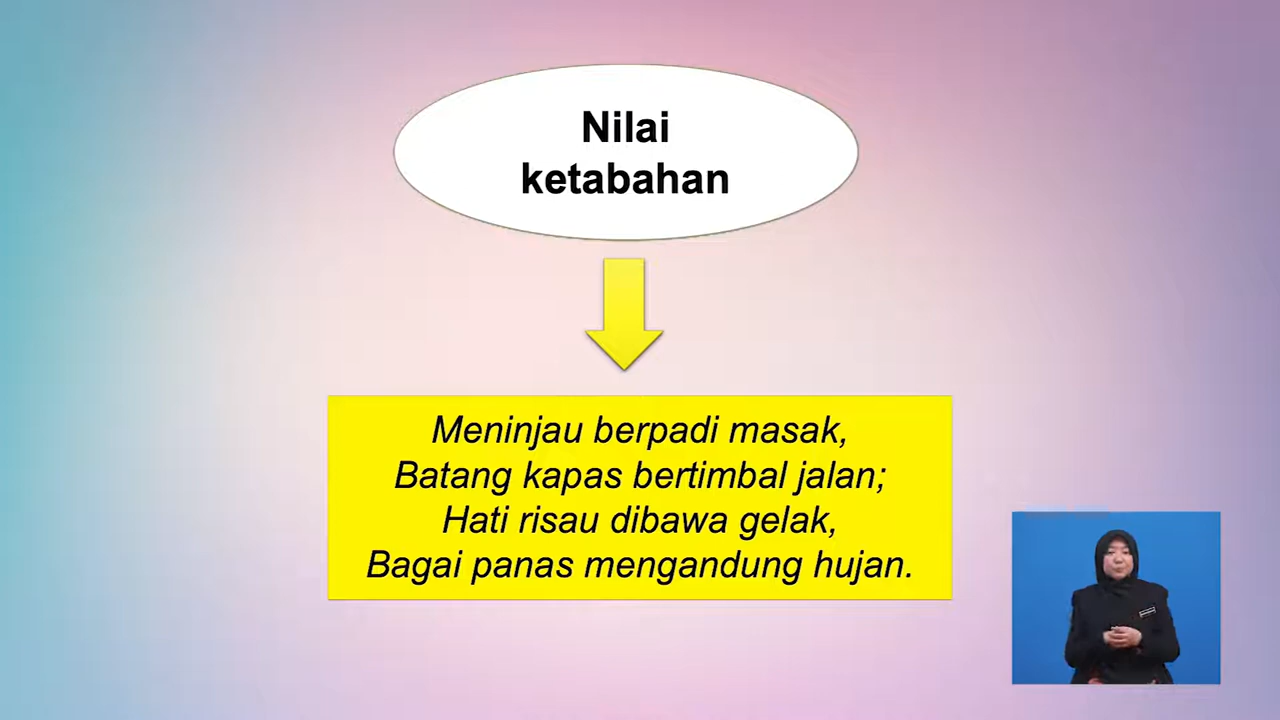 Nilai
ketabahan
Meninjau berpadi masak,
Batang kapas bertimbal jalan;
Hati risau dibawa gelak,
Bagai panas mengandung hujan.